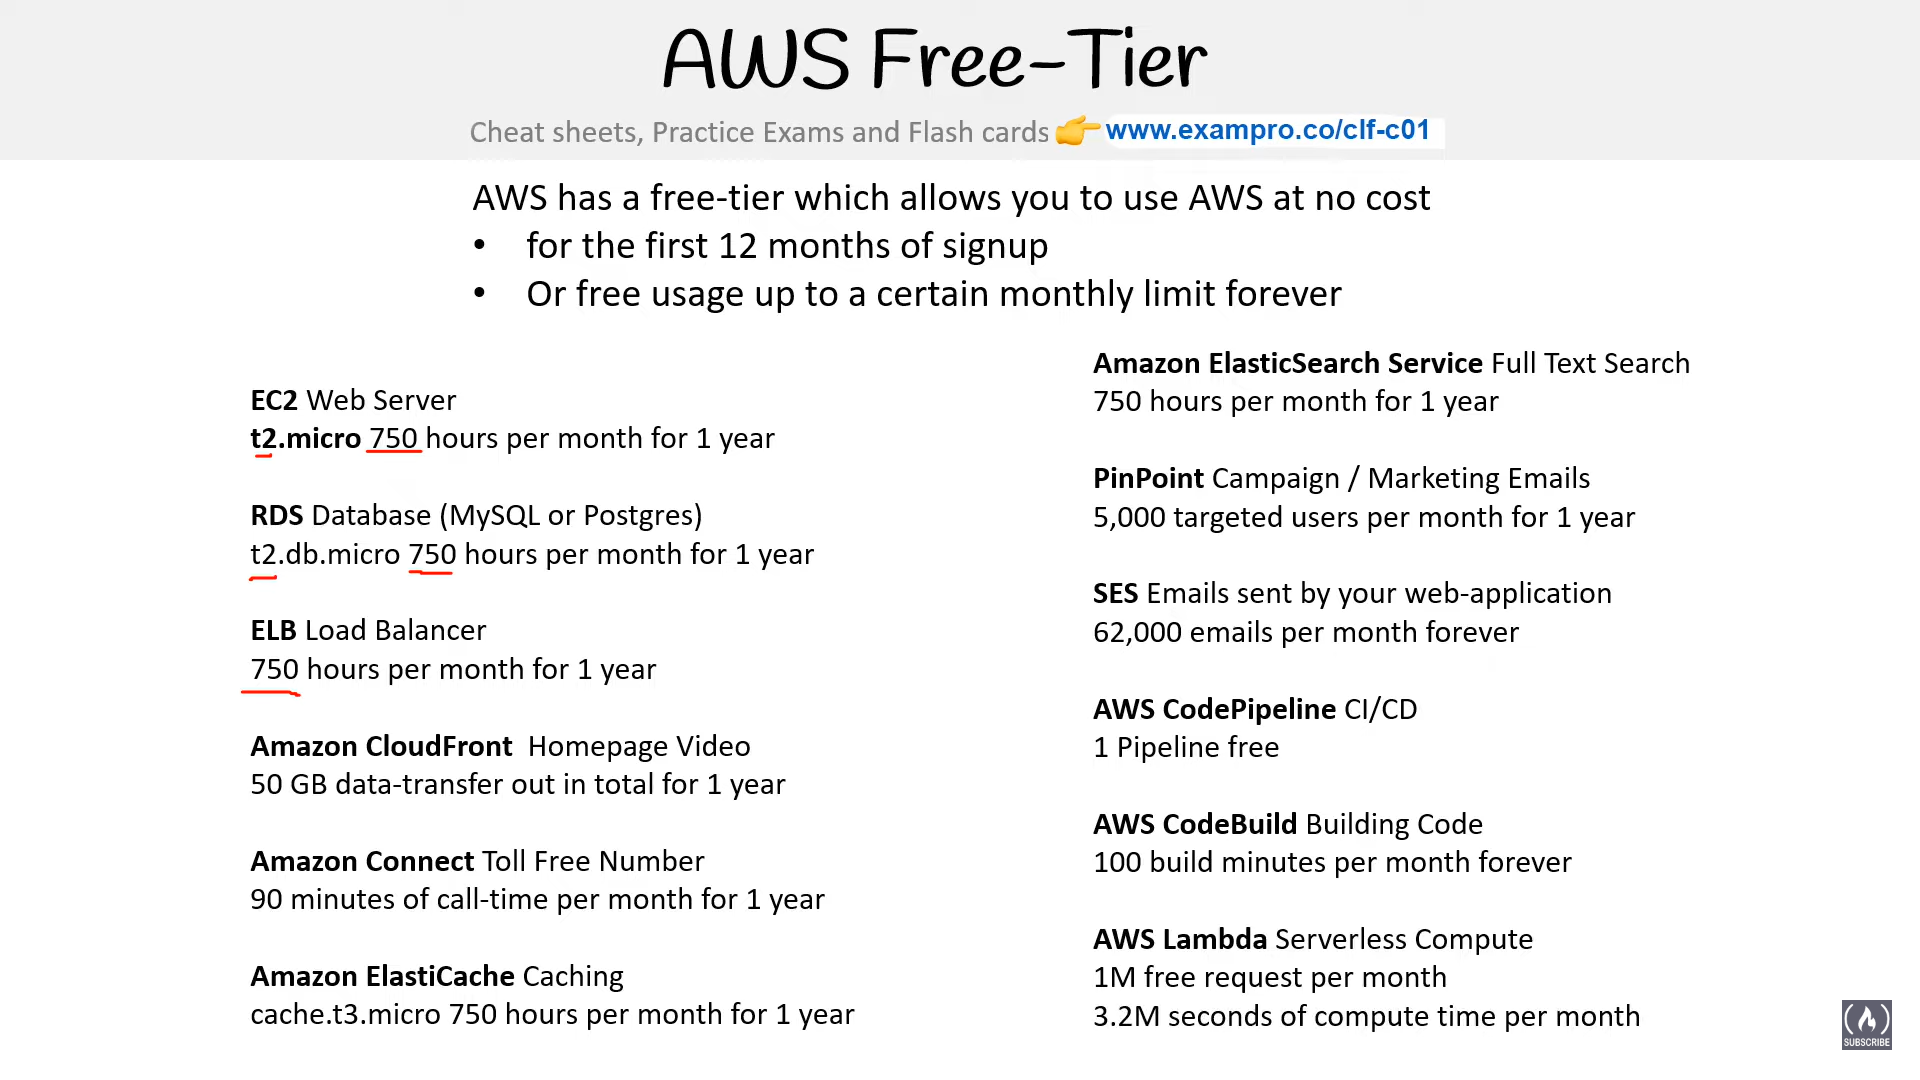 AWS Free-Tier
Cheat sheets, Practice Exams and Flash cards 👉 www.exampro.co/clf-c01
AWS has a free-tier which allows you to use AWS at no cost
• for the first 12 months of signup
• Or free usage up to a certain monthly limit forever
EC2 Web Server
t2.micro 750 hours per month for 1 year
RDS Database (MySQL or Postgres)
t2.db.micro 750 hours per month for 1 year
ELB Load Balancer
750 hours per month for 1 year
Amazon CloudFront Homepage Video
50 GB data-transfer out in total for 1 year
Amazon Connect Toll Free Number
90 minutes of call-time per month for 1 year
Amazon ElastiCache Caching
cache.t3.micro 750 hours per month for 1 year
Amazon ElasticSearch Service Full Text Search
750 hours per month for 1 year
PinPoint Campaign / Marketing Emails
5,000 targeted users per month for 1 year
SES Emails sent by your web-application
62,000 emails per month forever
AWS CodePipeline CI/CD
1 Pipeline free
AWS CodeBuild Building Code
100 build minutes per month forever
AWS Lambda Serverless Compute
1M free request per month
3.2M seconds of compute time per month
SUBSCRIBE